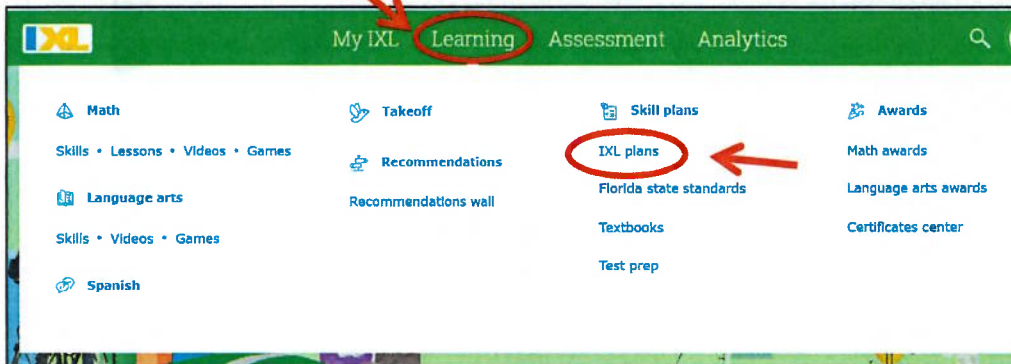 IXL My IXL Learning Assessment Analytics
Math
Skills • Lessons • Videos • Games
Language arts
Skills • Videos • Games
Spanish
Takeoff
Recommendations
Recommendations wall
Skill plans
IXL plans
Florida state standards
Textbooks
Test prep
Awards
Math awards
Language arts awards
Certificates center